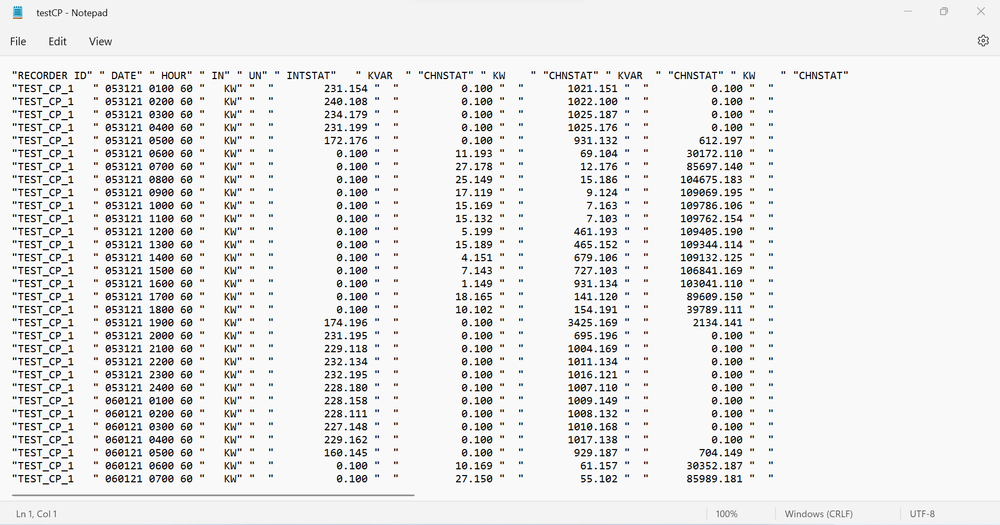 testCP - Notepad
File Edit View
"RECORDER ID" " DATE" " HOUR" " IN" " UN" " INTSTAT"   " KVAR  " "CHNSTAT" " KW    " "CHNSTAT" " KVAR  " "CHNSTAT" " KW    " "CHNSTAT"
"TEST_CP_1   " 053121 0100 60 "   KW" "  "        231.154 "  "          0.100 "  "       1021.151 "  "          0.100 "  "
"TEST_CP_1   " 053121 0200 60 "   KW" "  "        240.108 "  "          0.100 "  "       1022.100 "  "          0.100 "  "
"TEST_CP_1   " 053121 0300 60 "   KW" "  "        234.179 "  "          0.100 "  "       1025.187 "  "          0.100 "  "
"TEST_CP_1   " 053121 0400 60 "   KW" "  "        231.199 "  "          0.100 "  "       1025.176 "  "          0.100 "  "
"TEST_CP_1   " 053121 0500 60 "   KW" "  "        172.176 "  "          0.100 "  "        931.132 "  "        612.197 "  "
"TEST_CP_1   " 053121 0600 60 "   KW" "  "          0.100 "  "         11.193 "  "         69.104 "  "      30172.110 "  "
"TEST_CP_1   " 053121 0700 60 "   KW" "  "          0.100 "  "         27.178 "  "         12.176 "  "      85697.140 "  "
"TEST_CP_1   " 053121 0800 60 "   KW" "  "          0.100 "  "         25.149 "  "         15.186 "  "     104675.183 "  "
"TEST_CP_1   " 053121 0900 60 "   KW" "  "          0.100 "  "         17.119 "  "          9.124 "  "     109069.195 "  "
"TEST_CP_1   " 053121 1000 60 "   KW" "  "          0.100 "  "         15.169 "  "          7.163 "  "     109786.106 "  "
"TEST_CP_1   " 053121 1100 60 "   KW" "  "          0.100 "  "         15.132 "  "          7.103 "  "     109762.154 "  "
"TEST_CP_1   " 053121 1200 60 "   KW" "  "          0.100 "  "          5.199 "  "        461.193 "  "     109405.190 "  "
"TEST_CP_1   " 053121 1300 60 "   KW" "  "          0.100 "  "         15.189 "  "        465.152 "  "     109344.114 "  "
"TEST_CP_1   " 053121 1400 60 "   KW" "  "          0.100 "  "          4.151 "  "        679.106 "  "     109132.125 "  "
"TEST_CP_1   " 053121 1500 60 "   KW" "  "          0.100 "  "          7.143 "  "        727.103 "  "     106841.169 "  "
"TEST_CP_1   " 053121 1600 60 "   KW" "  "          0.100 "  "          1.149 "  "        931.134 "  "     103041.110 "  "
"TEST_CP_1   " 053121 1700 60 "   KW" "  "          0.100 "  "         18.165 "  "        141.120 "  "      89609.150 "  "
"TEST_CP_1   " 053121 1800 60 "   KW" "  "          0.100 "  "         10.102 "  "        154.191 "  "      39789.111 "  "
"TEST_CP_1   " 053121 1900 60 "   KW" "  "        174.196 "  "          0.100 "  "       3425.169 "  "       2134.141 "  "
"TEST_CP_1   " 053121 2000 60 "   KW" "  "        231.195 "  "          0.100 "  "        695.196 "  "          0.100 "  "
"TEST_CP_1   " 053121 2100 60 "   KW" "  "        229.118 "  "          0.100 "  "       1004.169 "  "          0.100 "  "
"TEST_CP_1   " 053121 2200 60 "   KW" "  "        232.134 "  "          0.100 "  "       1011.134 "  "          0.100 "  "
"TEST_CP_1   " 053121 2300 60 "   KW" "  "        232.195 "  "          0.100 "  "       1016.121 "  "          0.100 "  "
"TEST_CP_1   " 053121 2400 60 "   KW" "  "        228.180 "  "          0.100 "  "       1007.110 "  "          0.100 "  "
"TEST_CP_1   " 060121 0100 60 "   KW" "  "        228.158 "  "          0.100 "  "       1009.149 "  "          0.100 "  "
"TEST_CP_1   " 060121 0200 60 "   KW" "  "        228.111 "  "          0.100 "  "       1008.132 "  "          0.100 "  "
"TEST_CP_1   " 060121 0300 60 "   KW" "  "        227.148 "  "          0.100 "  "       1010.168 "  "          0.100 "  "
"TEST_CP_1   " 060121 0400 60 "   KW" "  "        229.162 "  "          0.100 "  "       1017.138 "  "          0.100 "  "
"TEST_CP_1   " 060121 0500 60 "   KW" "  "        160.145 "  "          0.100 "  "        929.187 "  "        704.149 "  "
"TEST_CP_1   " 060121 0600 60 "   KW" "  "          0.100 "  "         10.169 "  "         61.157 "  "      30352.187 "  "
"TEST_CP_1   " 060121 0700 60 "   KW" "  "          0.100 "  "         27.150 "  "         55.102 "  "      85989.181 "  "
Ln 1, Col 1 100% Windows (CRLF) UTF-8